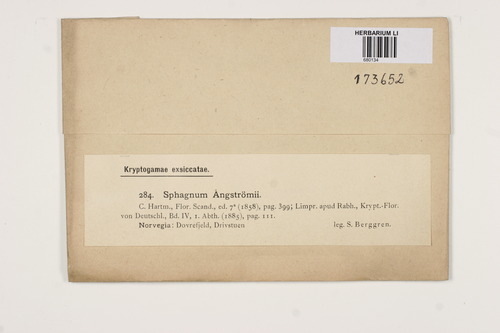 HERBARIUM LI
680134
173652
Kryptogamae exsiccatae.
284. Sphagnum Ångströmii.
C. Hartm., Flor. Scand., ed. 7ª (1858), pag. 399; Limpr. apud Rabh., Krypt.-Flor.
von Deutschl., Bd. IV, 1. Abth. (1885), pag. 111.
Norvegia: Dovrefjeld, Drivstuen leg. S. Berggren.